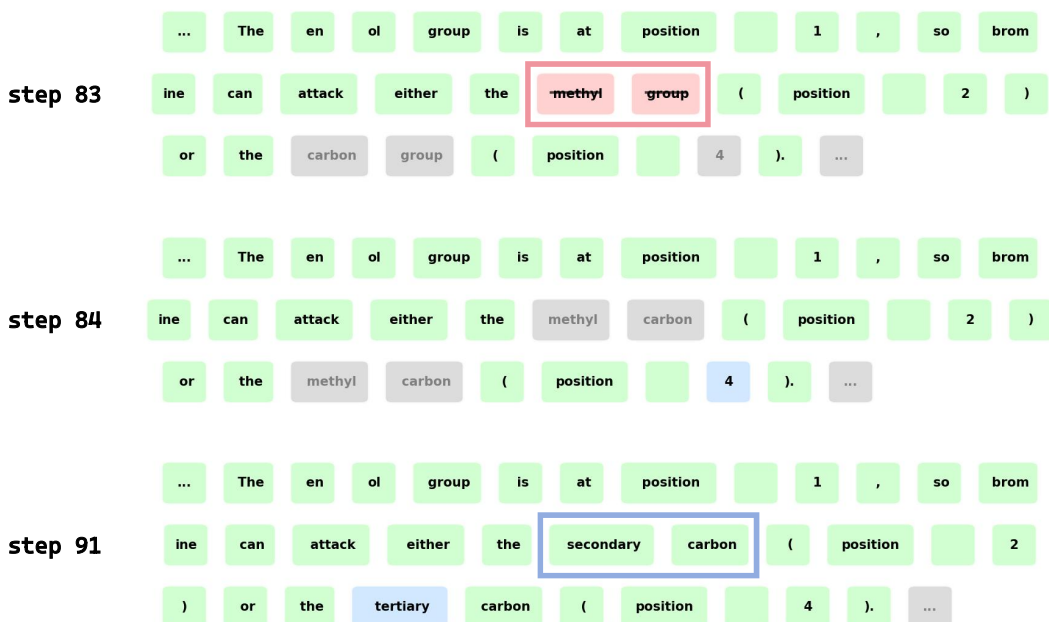 ... The en ol group is at position 1 , so brom
step 83 ine can attack either the methyl group ( position 2 )
or the carbon group ( position 4 ). ...
... The en ol group is at position 1 , so brom
step 84 ine can attack either the methyl carbon ( position 2 )
or the methyl carbon ( position 4 ). ...
... The en ol group is at position 1 , so brom
step 91 ine can attack either the secondary carbon ( position 2
) or the tertiary carbon ( position 4 ). ...